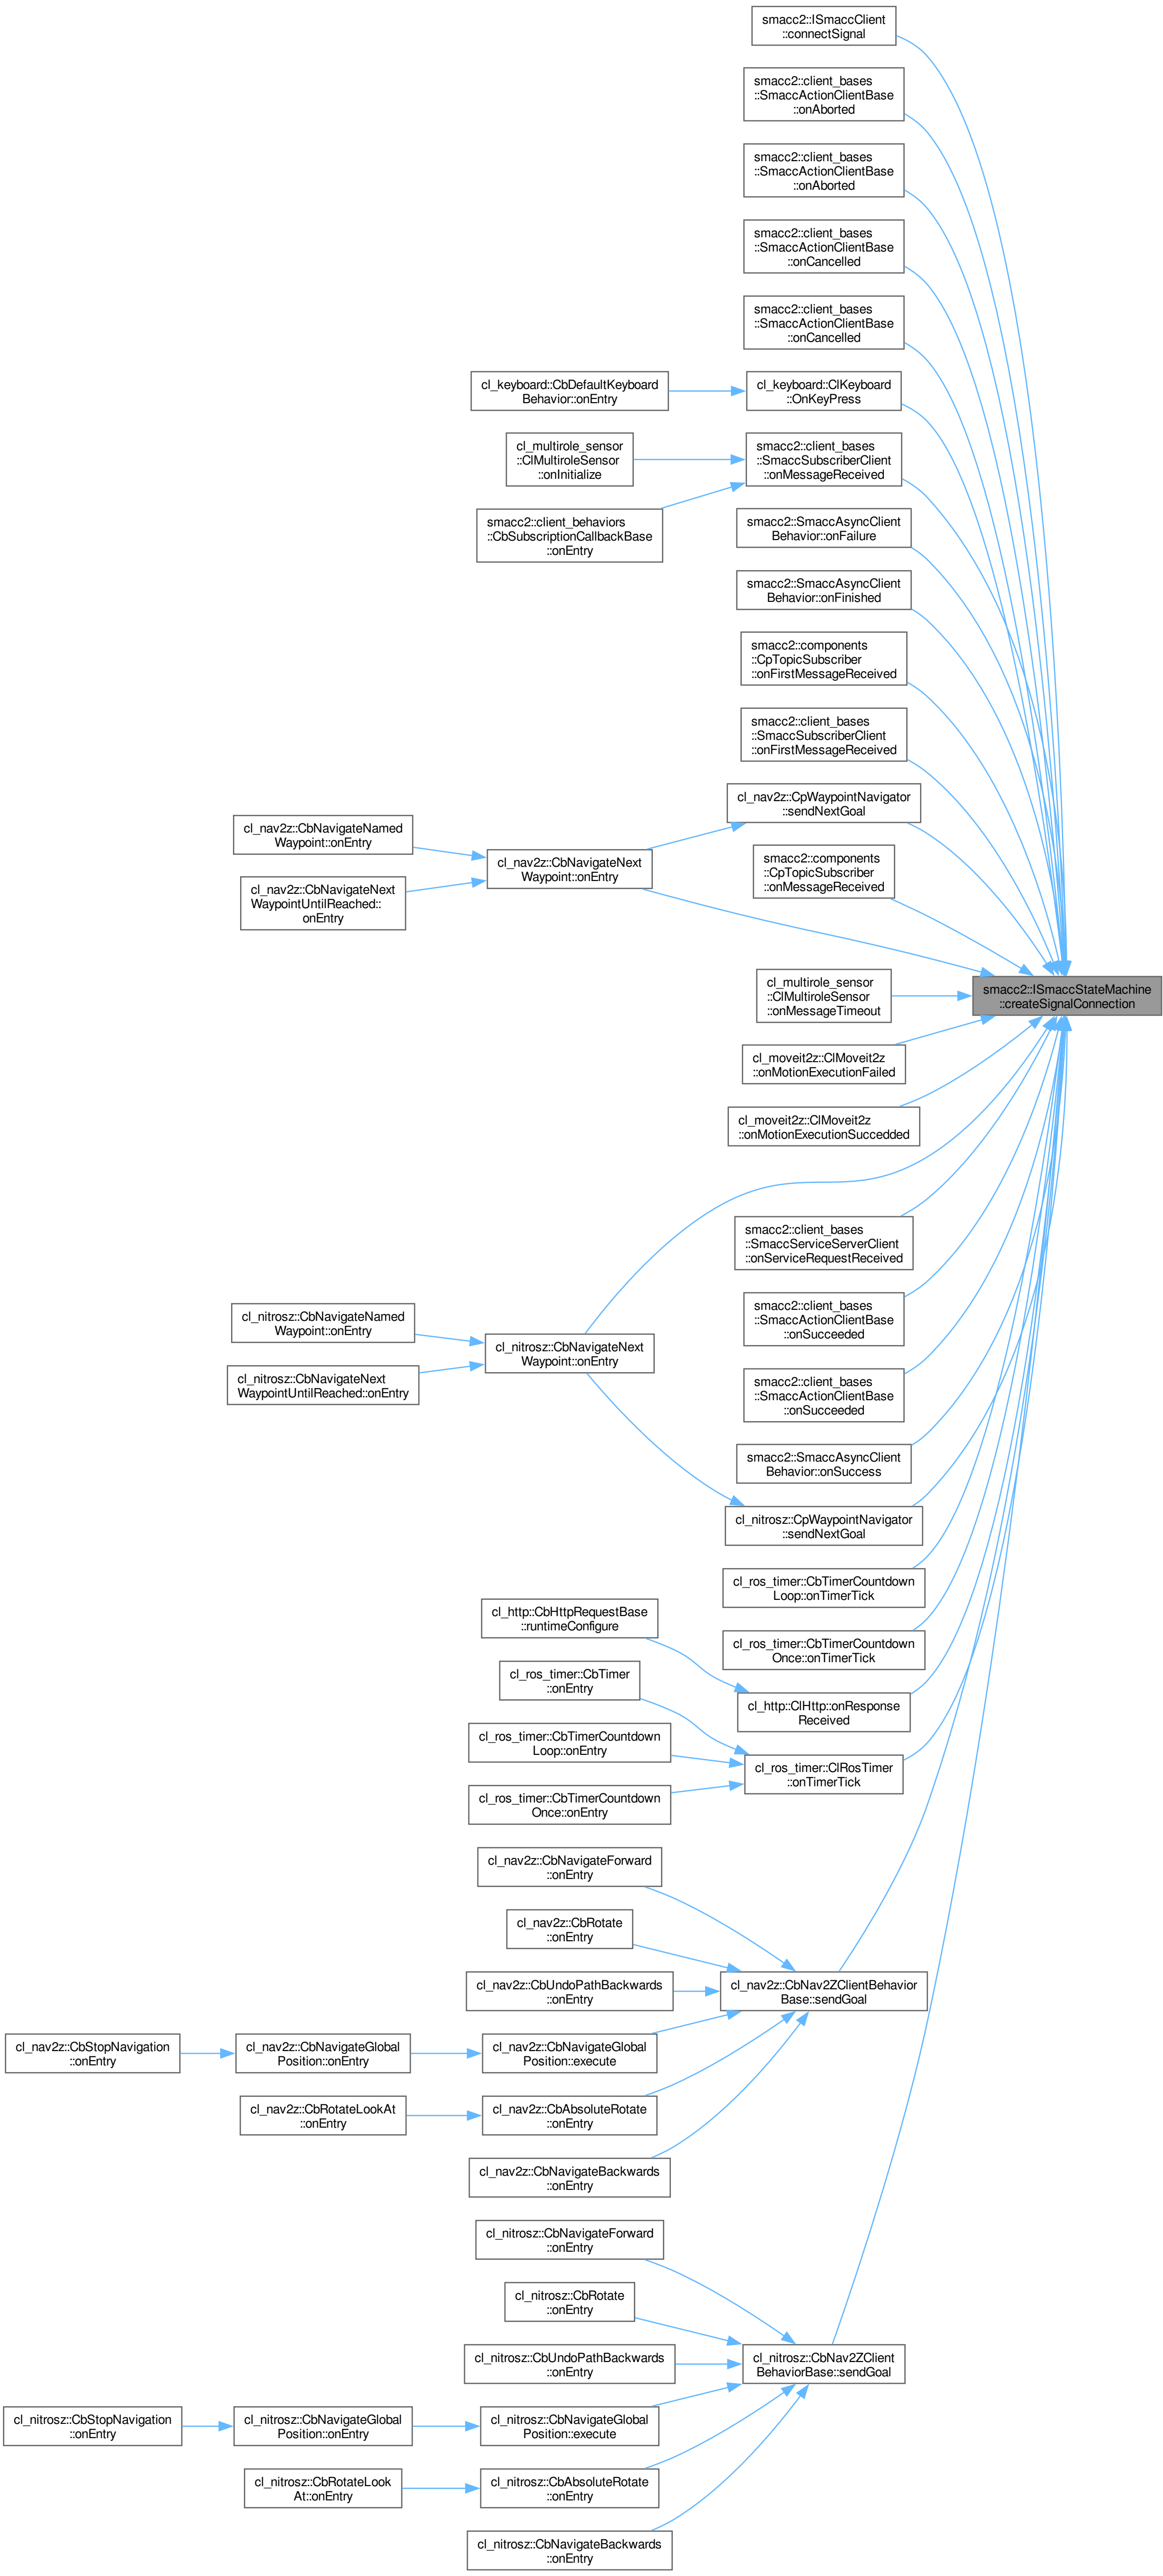 smacc2::ISmaccClient
::connectSignal
smacc2::client_bases
::SmaccActionClientBase
::onAborted
smacc2::client_bases
::SmaccActionClientBase
::onAborted
smacc2::client_bases
::SmaccActionClientBase
::onCancelled
smacc2::client_bases
::SmaccActionClientBase
::onCancelled
cl_keyboard::CbDefaultKeyboard
Behavior::onEntry
cl_keyboard::ClKeyboard
::OnKeyPress
cl_multirole_sensor
::ClMultiroleSensor
::onInitialize
smacc2::client_bases
::SmaccSubscriberClient
::onMessageReceived
smacc2::client_behaviors
::CbSubscriptionCallbackBase
::onEntry
smacc2::SmaccAsyncClient
Behavior::onFailure
smacc2::SmaccAsyncClient
Behavior::onFinished
smacc2::components
::CpTopicSubscriber
::onFirstMessageReceived
smacc2::client_bases
::SmaccSubscriberClient
::onFirstMessageReceived
cl_nav2z::CpWaypointNavigator
::sendNextGoal
cl_nav2z::CbNavigateNamed
Waypoint::onEntry
cl_nav2z::CbNavigateNext
Waypoint::onEntry
smacc2::components
::CpTopicSubscriber
::onMessageReceived
cl_nav2z::CbNavigateNext
WaypointUntilReached::
onEntry
smacc2::ISmaccStateMachine
::createSignalConnection
cl_multirole_sensor
::ClMultiroleSensor
::onMessageTimeout
cl_moveit2z::ClMoveit2z
::onMotionExecutionFailed
cl_moveit2z::ClMoveit2z
::onMotionExecutionSuccedded
smacc2::client_bases
::SmaccServiceServerClient
::onServiceRequestReceived
smacc2::client_bases
::SmaccActionClientBase
::onSucceeded
cl_nitrosz::CbNavigateNamed
Waypoint::onEntry
cl_nitrosz::CbNavigateNext
Waypoint::onEntry
cl_nitrosz::CbNavigateNext
WaypointUntilReached::onEntry
smacc2::client_bases
::SmaccActionClientBase
::onSucceeded
smacc2::SmaccAsyncClient
Behavior::onSuccess
cl_nitrosz::CpWaypointNavigator
::sendNextGoal
cl_ros_timer::CbTimerCountdown
Loop::onTimerTick
cl_http::CbHttpRequestBase
::runtimeConfigure
cl_ros_timer::CbTimerCountdown
Once::onTimerTick
cl_ros_timer::CbTimer
::onEntry
cl_http::ClHttp::onResponse
Received
cl_ros_timer::CbTimerCountdown
Loop::onEntry
cl_ros_timer::ClRosTimer
::onTimerTick
cl_ros_timer::CbTimerCountdown
Once::onEntry
cl_nav2z::CbNavigateForward
::onEntry
cl_nav2z::CbRotate
::onEntry
cl_nav2z::CbUndoPathBackwards
::onEntry
cl_nav2z::CbNav2ZClientBehavior
Base::sendGoal
cl_nav2z::CbStopNavigation
::onEntry
cl_nav2z::CbNavigateGlobal
Position::onEntry
cl_nav2z::CbNavigateGlobal
Position::execute
cl_nav2z::CbRotateLookAt
::onEntry
cl_nav2z::CbAbsoluteRotate
::onEntry
cl_nav2z::CbNavigateBackwards
::onEntry
cl_nitrosz::CbNavigateForward
::onEntry
cl_nitrosz::CbRotate
::onEntry
cl_nitrosz::CbUndoPathBackwards
::onEntry
cl_nitrosz::CbNav2ZClient
BehaviorBase::sendGoal
cl_nitrosz::CbStopNavigation
::onEntry
cl_nitrosz::CbNavigateGlobal
Position::onEntry
cl_nitrosz::CbNavigateGlobal
Position::execute
cl_nitrosz::CbRotateLook
At::onEntry
cl_nitrosz::CbAbsoluteRotate
::onEntry
cl_nitrosz::CbNavigateBackwards
::onEntry